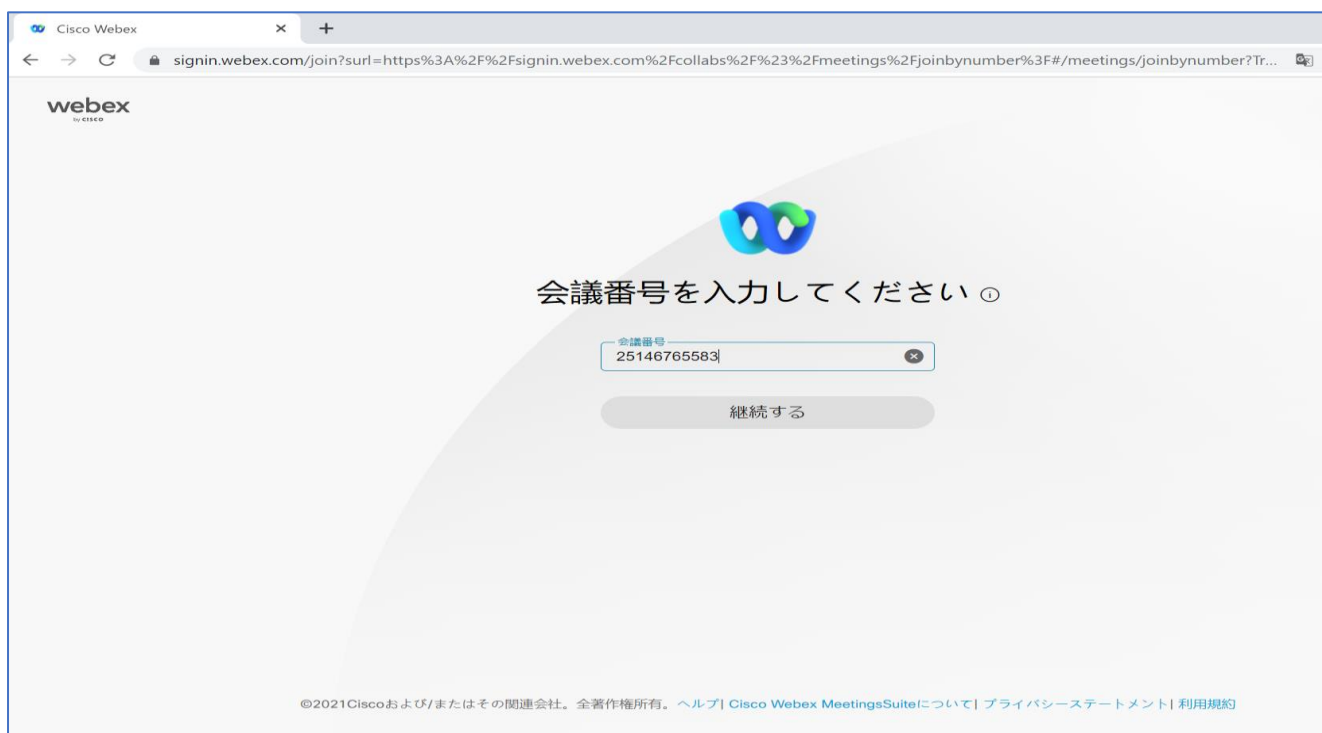 Cisco Webex
signin.webex.com/join?surl=https%3A%2F%2Fsignin.webex.com%2Fcollabs%2F%23%2Fmeetings%2Fjoinbynumber%3F#/meetings/joinbynumber?Tr...
webex
by CISCO
会議番号を入力してください
会議番号
25146765583
継続する
©2021Ciscoおよび/またはその関連会社。全著作権所有。ヘルプ| Cisco Webex MeetingsSuiteについて| プライバシーステートメント| 利用規約